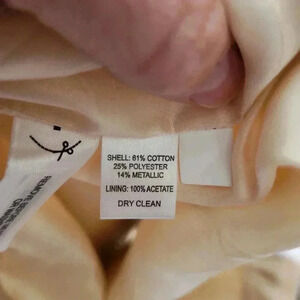 SHELL: 61% COTTON
25% POLYESTER
14% METALLIC
LINING: 100% ACETATE
DRY CLEAN